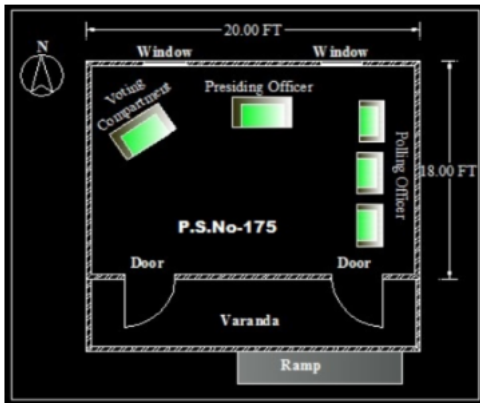 20.00 FT
N
Window
Window
Voting
Compartment
Presiding Officer
Polling Officer
18.00 FT
P.S.No-175
Door
Door
Varanda
Ramp